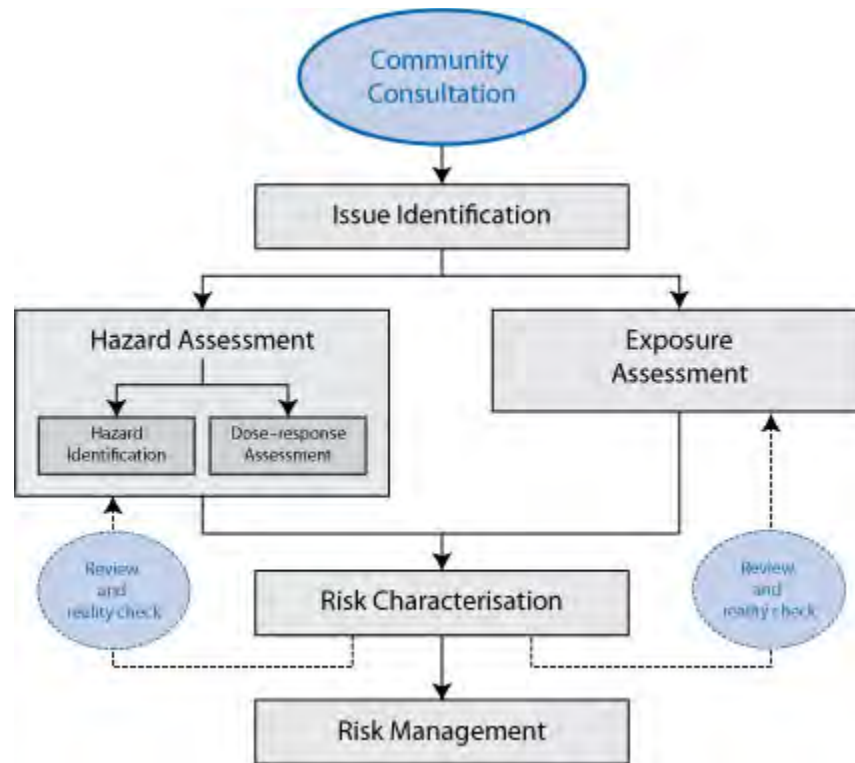 Community
Consultation
Issue Identification
Hazard Assessment
Hazard
Identification
Dose–response
Assessment
Exposure
Assessment
Review
and
reality check
Risk Characterisation
Review
and
reality check
Risk Management